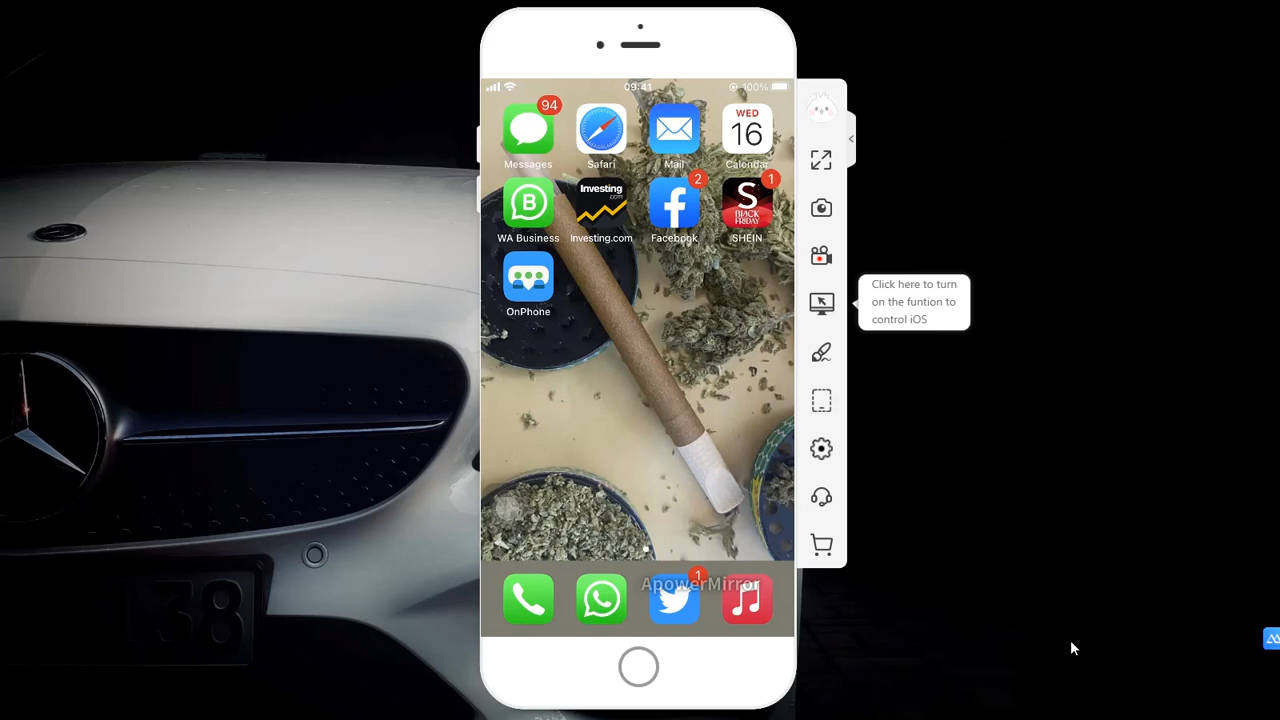 09:41
100%
94
WED
16
Messages
Safari
Mail
Calendar
2
1
B
Investing
.com
S
BLACK
FRIDAY
WA Business
Investing.com
Facebook
SHEIN
OnPhone
Click here to turn
on the funtion to
control iOS
1
ApowerMirror
38